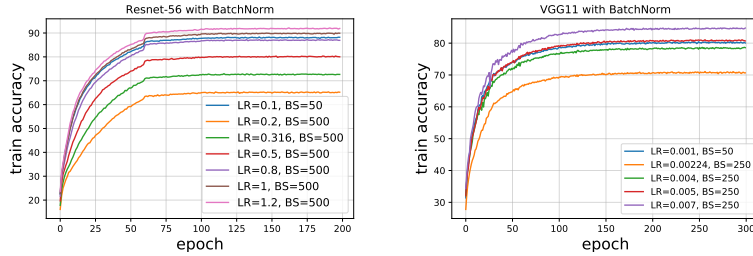 Resnet-56 with BatchNorm
train accuracy
90
80
70
60
50
40
30
20
LR=0.1, BS=50
LR=0.2, BS=500
LR=0.316, BS=500
LR=0.5, BS=500
LR=0.8, BS=500
LR=1, BS=500
LR=1.2, BS=500
0 25 50 75 100 125 150 175 200
epoch
VGG11 with BatchNorm
train accuracy
80
70
60
50
40
30
LR=0.001, BS=50
LR=0.00224, BS=250
LR=0.004, BS=250
LR=0.005, BS=250
LR=0.007, BS=250
0 50 100 150 200 250 300
epoch